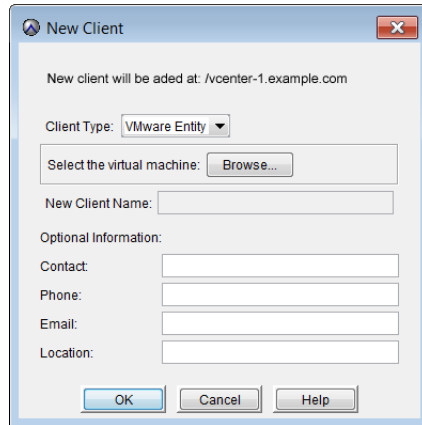 New Client
New client will be aded at: /vcenter-1.example.com
Client Type: VMware Entity
Select the virtual machine: Browse...
New Client Name:
Optional Information:
Contact:
Phone:
Email:
Location:
OK Cancel Help